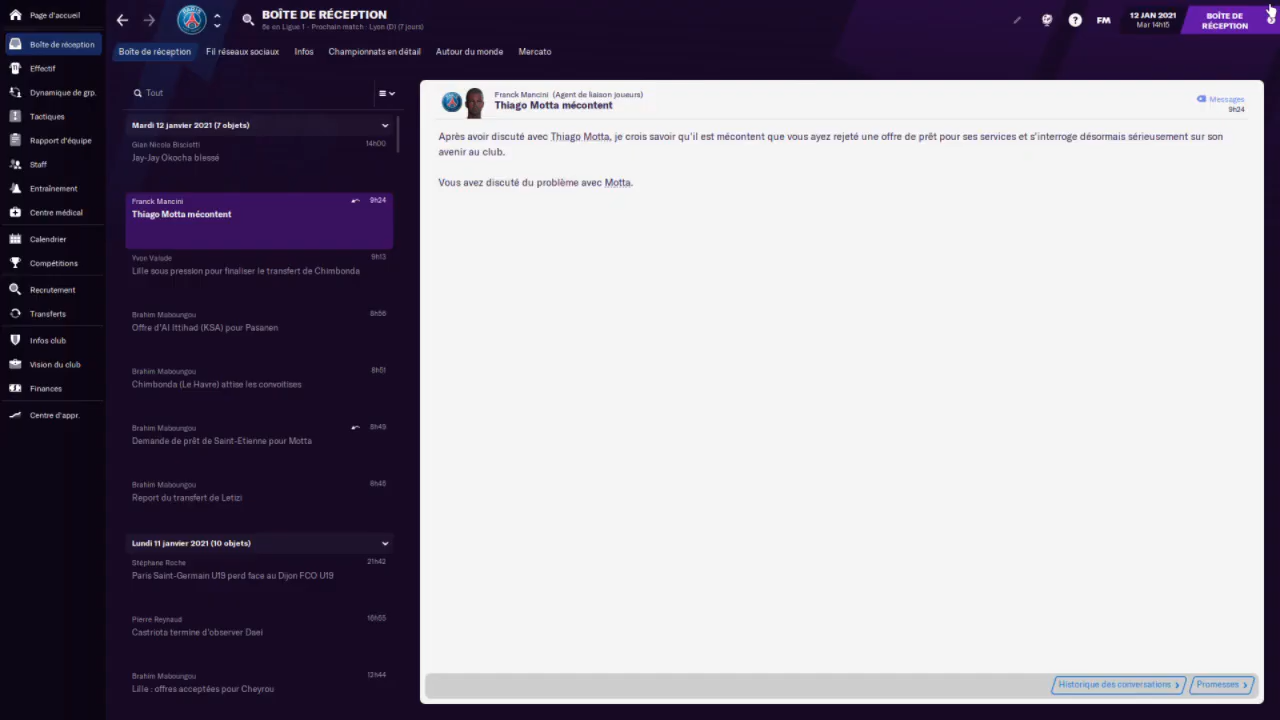 Page d'accueil
Boîte de réception
Effectif
Dynamique de grp.
Tactiques
Rapport d'équipe
Staff
Entraînement
Centre médical
Calendrier
Compétitions
Recrutement
Transferts
Infos club
Vision du club
Finances
Centre d'appr.
BOÎTE DE RÉCEPTION
5e en Ligue 1 - Prochain match - Lyon (D) (7 jours)
FM
12 JAN 2021
Mar 14h15
BOÎTE DE
RÉCEPTION
Boîte de réception Fil réseaux sociaux Infos Championnats en détail Autour du monde Mercato
Tout
Mardi 12 janvier 2021 (7 objets)
Gian Nicola Bisciotti 14h00
Jay-Jay Okocha blessé
Franck Mancini 9h24
Thiago Motta mécontent
Yvon Valade 9h13
Lille sous pression pour finaliser le transfert de Chimbonda
Brahim Maboungou 8h56
Offre d'Al Ittihad (KSA) pour Pasanen
Brahim Maboungou 8h51
Chimbonda (Le Havre) attise les convoitises
Brahim Maboungou 8h49
Demande de prêt de Saint-Etienne pour Motta
Brahim Maboungou 8h45
Report du transfert de Letizi
Lundi 11 janvier 2021 (10 objets)
Stéphane Roche 21h42
Paris Saint-Germain U19 perd face au Dijon FCO U19
Pierre Reynaud 16h55
Castriota termine d'observer Daei
Brahim Maboungou 12h44
Lille : offres acceptées pour Cheyrou
Franck Mancini (Agent de liaison joueurs)
Thiago Motta mécontent
Messages
9h24
Après avoir discuté avec Thiago Motta, je crois savoir qu'il est mécontent que vous ayez rejeté une offre de prêt pour ses services et s'interroge désormais sérieusement sur son
avenir au club.
Vous avez discuté du problème avec Motta.
Historique des conversations
Promesses